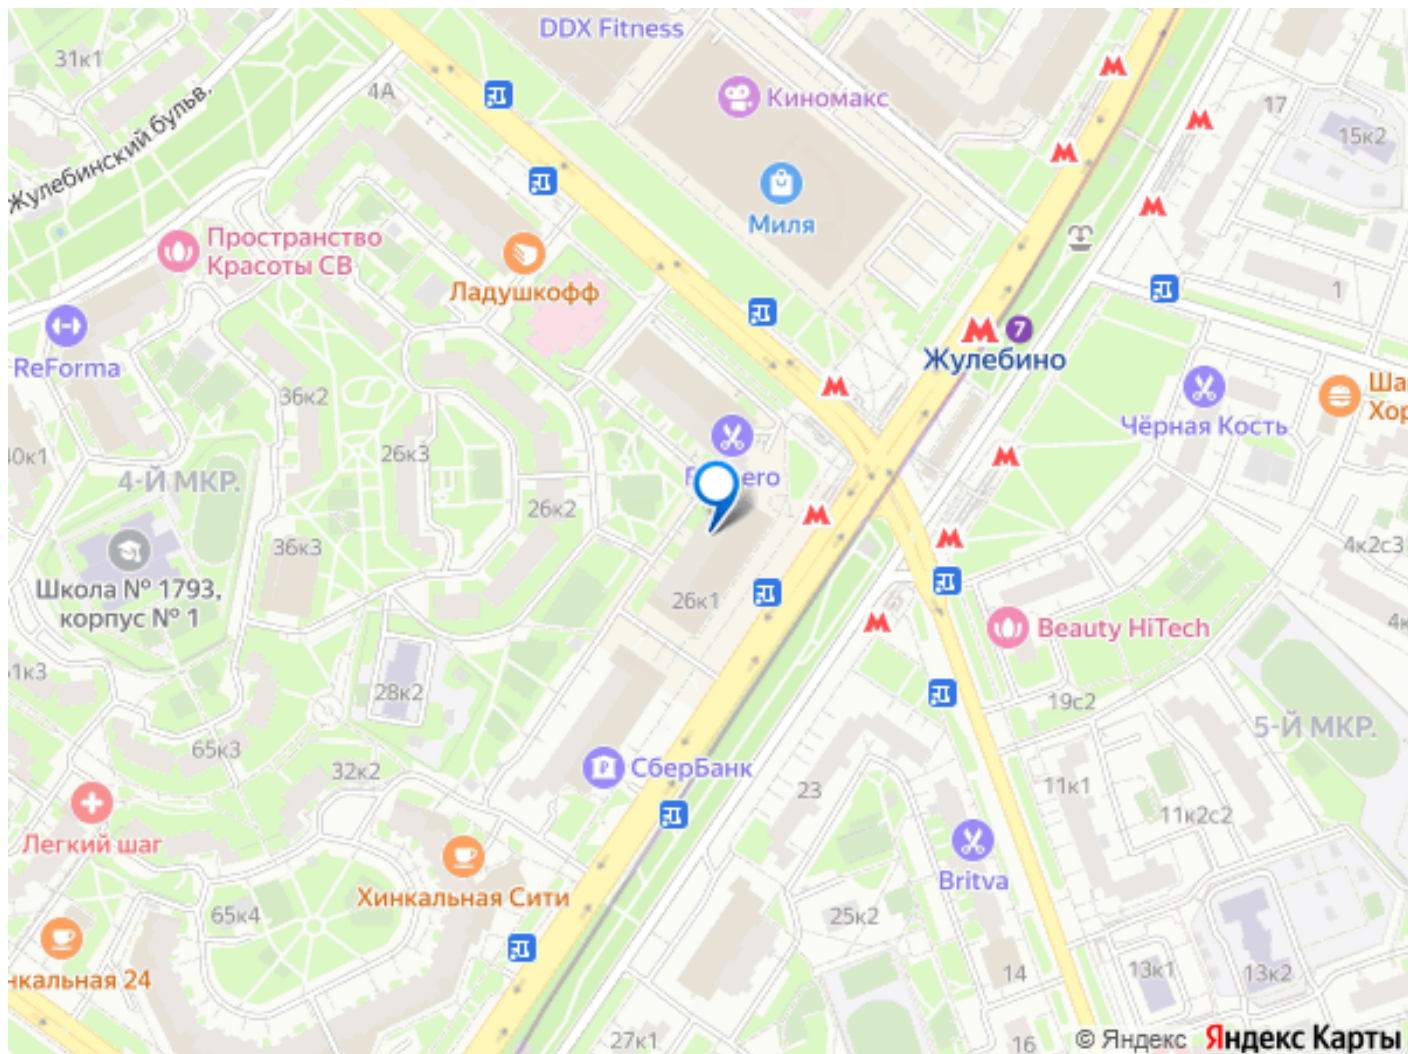 DDX Fitness
31к1
4А
Киномакс
17
15к2
Жулебинский бульв.
Миля
Пространство
Красоты СВ
Ладушкофф
1
7
Жулебино
ReForma
36к2
Чёрная Кость
26к3
4-Й МКР.
26к2
36к3
4к2с3
Школа № 1793,
корпус № 1
26к1
Beauty HiTech
28к2
19с2
5-Й МКР.
65к3
32к2
СберБанк
23
11к1
11к2с2
Легкий шаг
Britva
Хинкальная Сити
65к4
25к2
14
13к1
13к2
27к1
16
© Яндекс Яндекс Карты